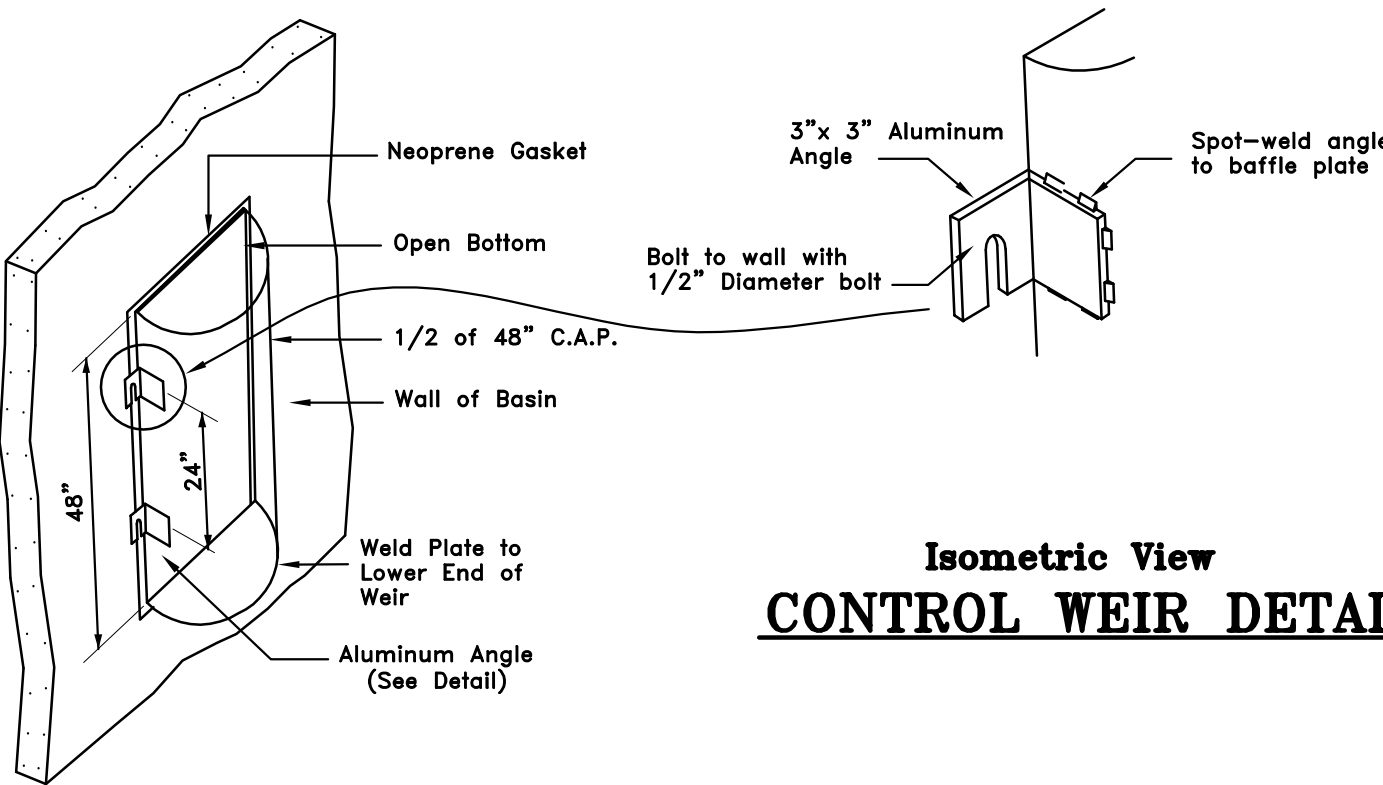 Neoprene Gasket
Open Bottom
1/2 of 48” C.A.P.
Wall of Basin
48”
24”
Weld Plate to
Lower End of
Weir
Aluminum Angle
(See Detail)
3”x 3” Aluminum
Angle
Spot–weld angle
to baffle plate
Bolt to wall with
1/2” Diameter bolt
Isometric View
CONTROL WEIR DETAI